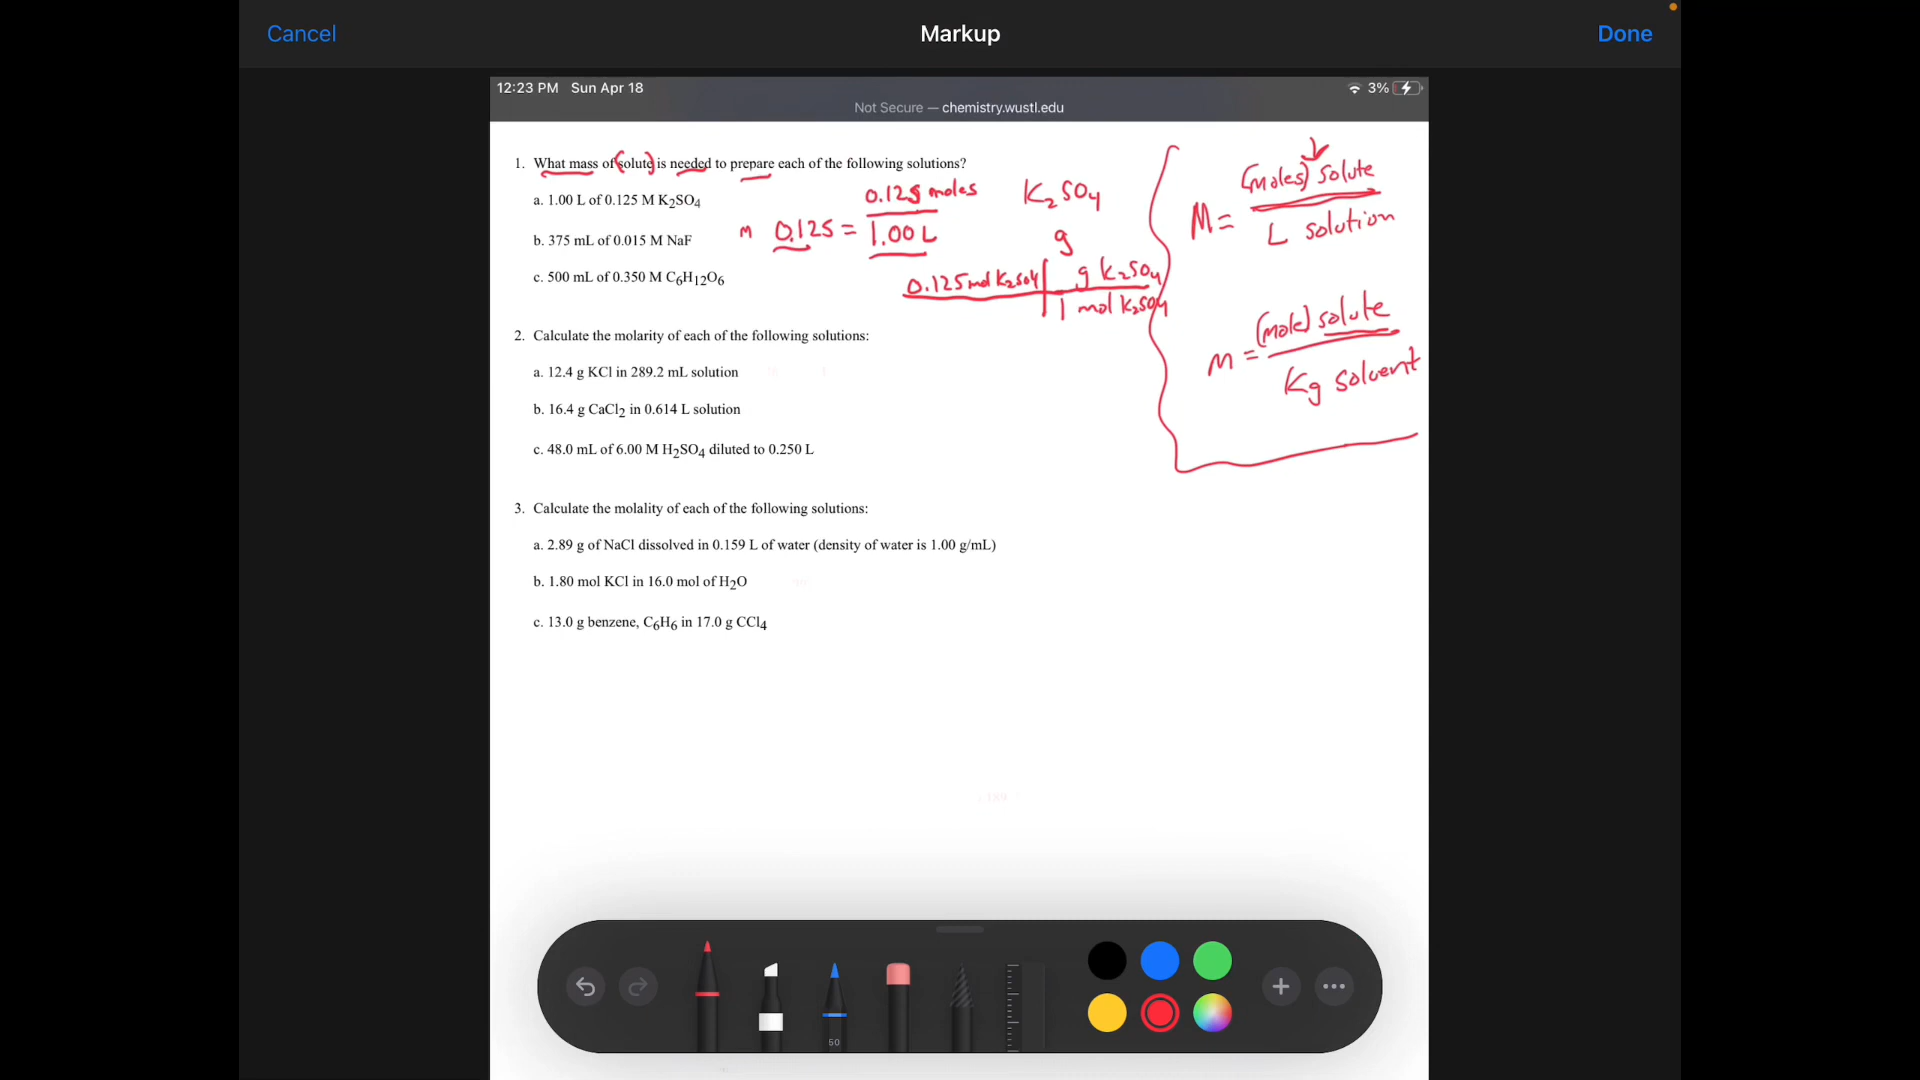 Cancel
Markup
Done
12:23 PM Sun Apr 18
3%
Not Secure — chemistry.wustl.edu
1. What mass of (solute) is needed to prepare each of the following solutions?
a. 1.00 L of 0.125 M K2SO4
b. 375 mL of 0.015 M NaF
c. 500 mL of 0.350 M C6H12O6
M 0.125 = 0.125 moles
1.00 L
K2SO4
g
0.125 mol K2SO4 | g K2SO4
1 mol K2SO4
M = (moles) solute
L solution
m = (mole) solute
Kg solvent
2. Calculate the molarity of each of the following solutions:
a. 12.4 g KCl in 289.2 mL solution
b. 16.4 g CaCl2 in 0.614 L solution
c. 48.0 mL of 6.00 M H2SO4 diluted to 0.250 L
3. Calculate the molality of each of the following solutions:
a. 2.89 g of NaCl dissolved in 0.159 L of water (density of water is 1.00 g/mL)
b. 1.80 mol KCl in 16.0 mol of H2O
c. 13.0 g benzene, C6H6 in 17.0 g CCl4
50